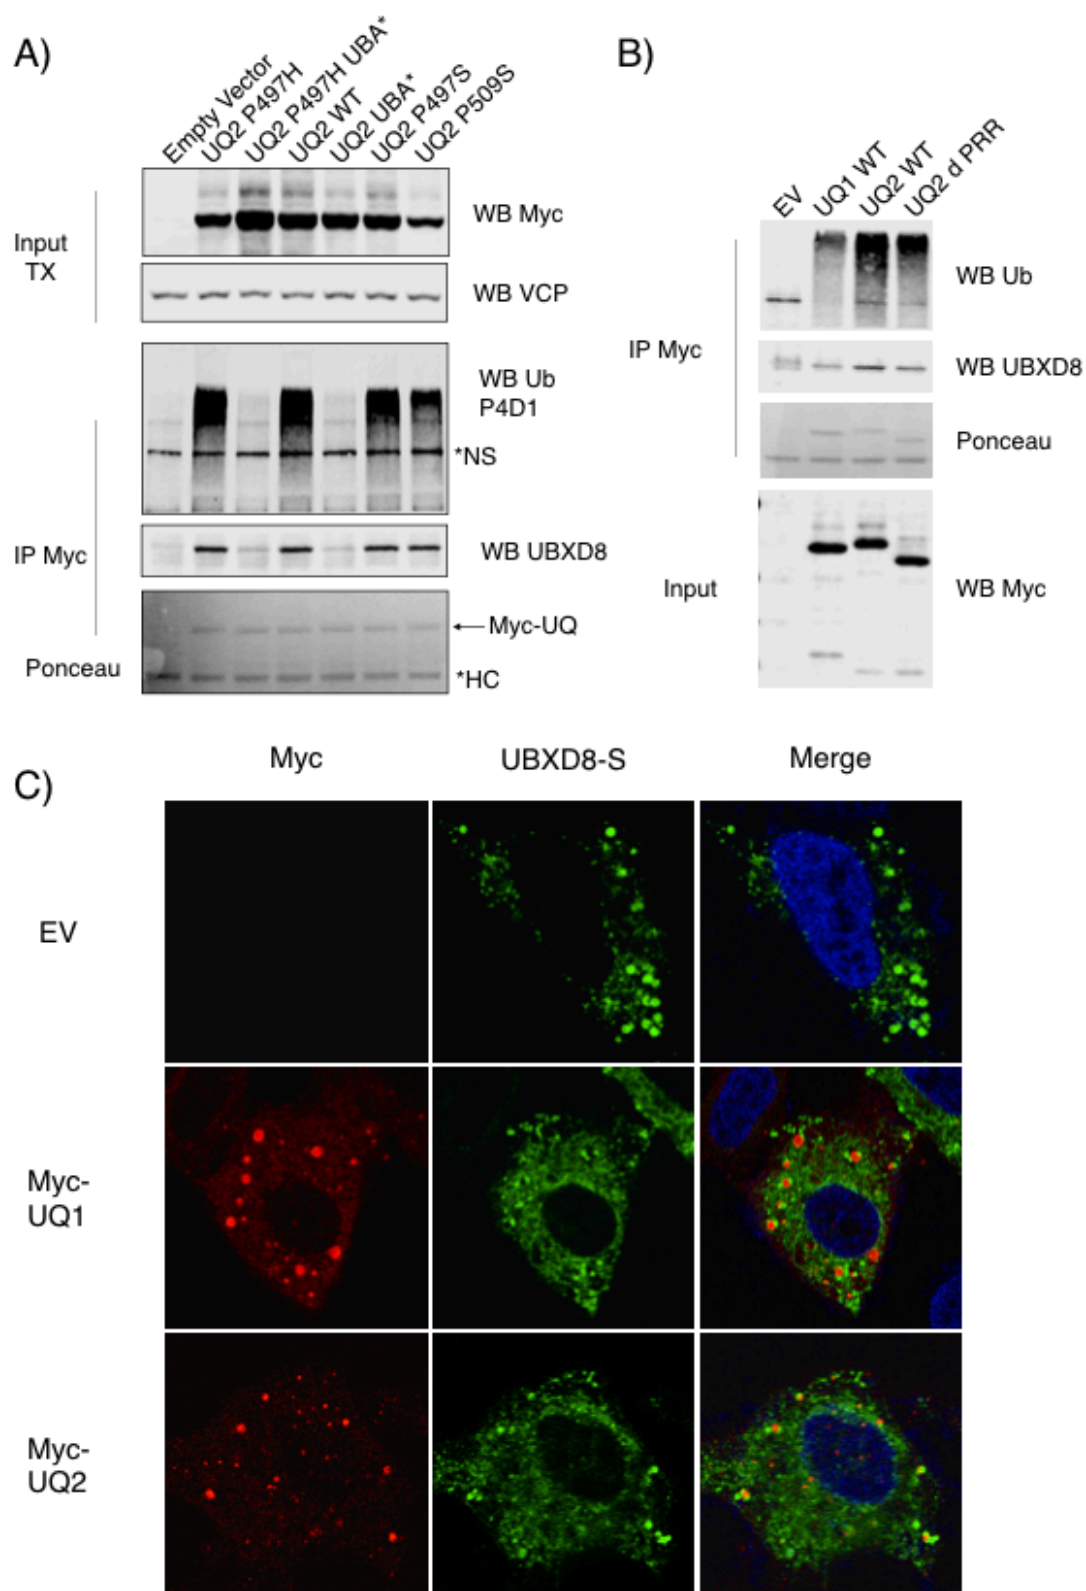 A)
Empty Vector
UQ2 P497H
UQ2 P497H UBA*
UQ2 WT
UQ2 UBA*
UQ2 P497S
UQ2 P509S
Input
TX
WB Myc
WB VCP
IP Myc
WB Ub
P4D1
*NS
WB UBXD8
Myc-UQ
Ponceau
*HC
B)
EV
UQ1 WT
UQ2 WT
UQ2 d PRR
IP Myc
WB Ub
WB UBXD8
Ponceau
Input
WB Myc
C)
Myc
UBXD8-S
Merge
EV
Myc-
UQ1
Myc-
UQ2